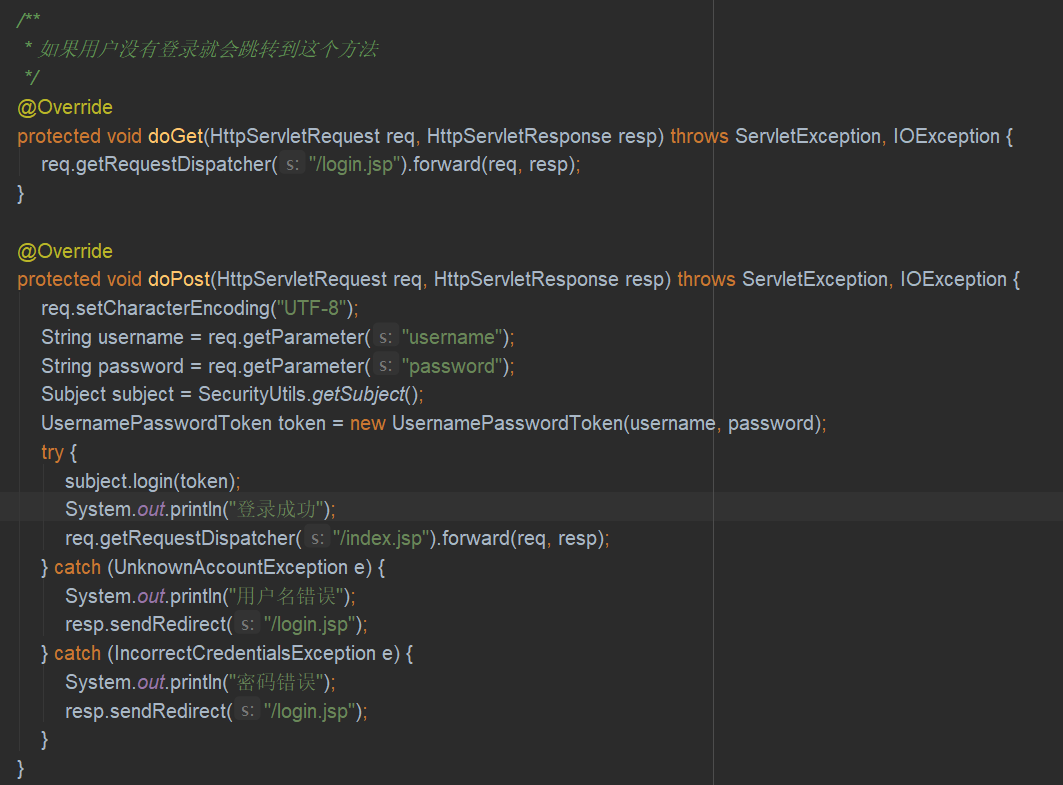 /**
* 如果用户没有登录就会跳转到这个方法
*/
@Override
protected void doGet(HttpServletRequest req, HttpServletResponse resp) throws ServletException, IOException {
req.getRequestDispatcher( s: "/login.jsp").forward(req, resp);
}
@Override
protected void doPost(HttpServletRequest req, HttpServletResponse resp) throws ServletException, IOException {
req.setCharacterEncoding("UTF-8");
String username = req.getParameter( s: "username");
String password = req.getParameter( s: "password");
Subject subject = SecurityUtils.getSubject();
UsernamePasswordToken token = new UsernamePasswordToken(username, password);
try {
subject.login(token);
System.out.println("登录成功");
req.getRequestDispatcher( s: "/index.jsp").forward(req, resp);
} catch (UnknownAccountException e) {
System.out.println("用户名错误");
resp.sendRedirect( s: "/login.jsp");
} catch (IncorrectCredentialsException e) {
System.out.println("密码错误");
resp.sendRedirect( s: "/login.jsp");
}
}